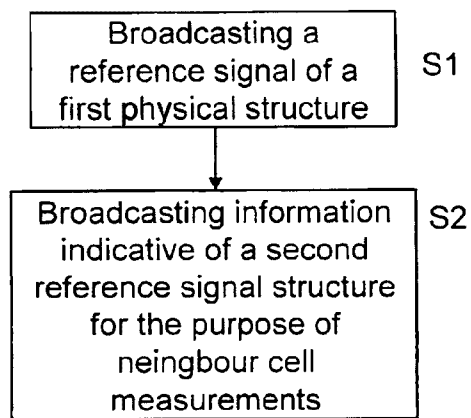 Broadcasting a
reference signal of a
first physical structure
S1
Broadcasting information
indicative of a second
reference signal structure
for the purpose of
neingbour cell
measurements
S2